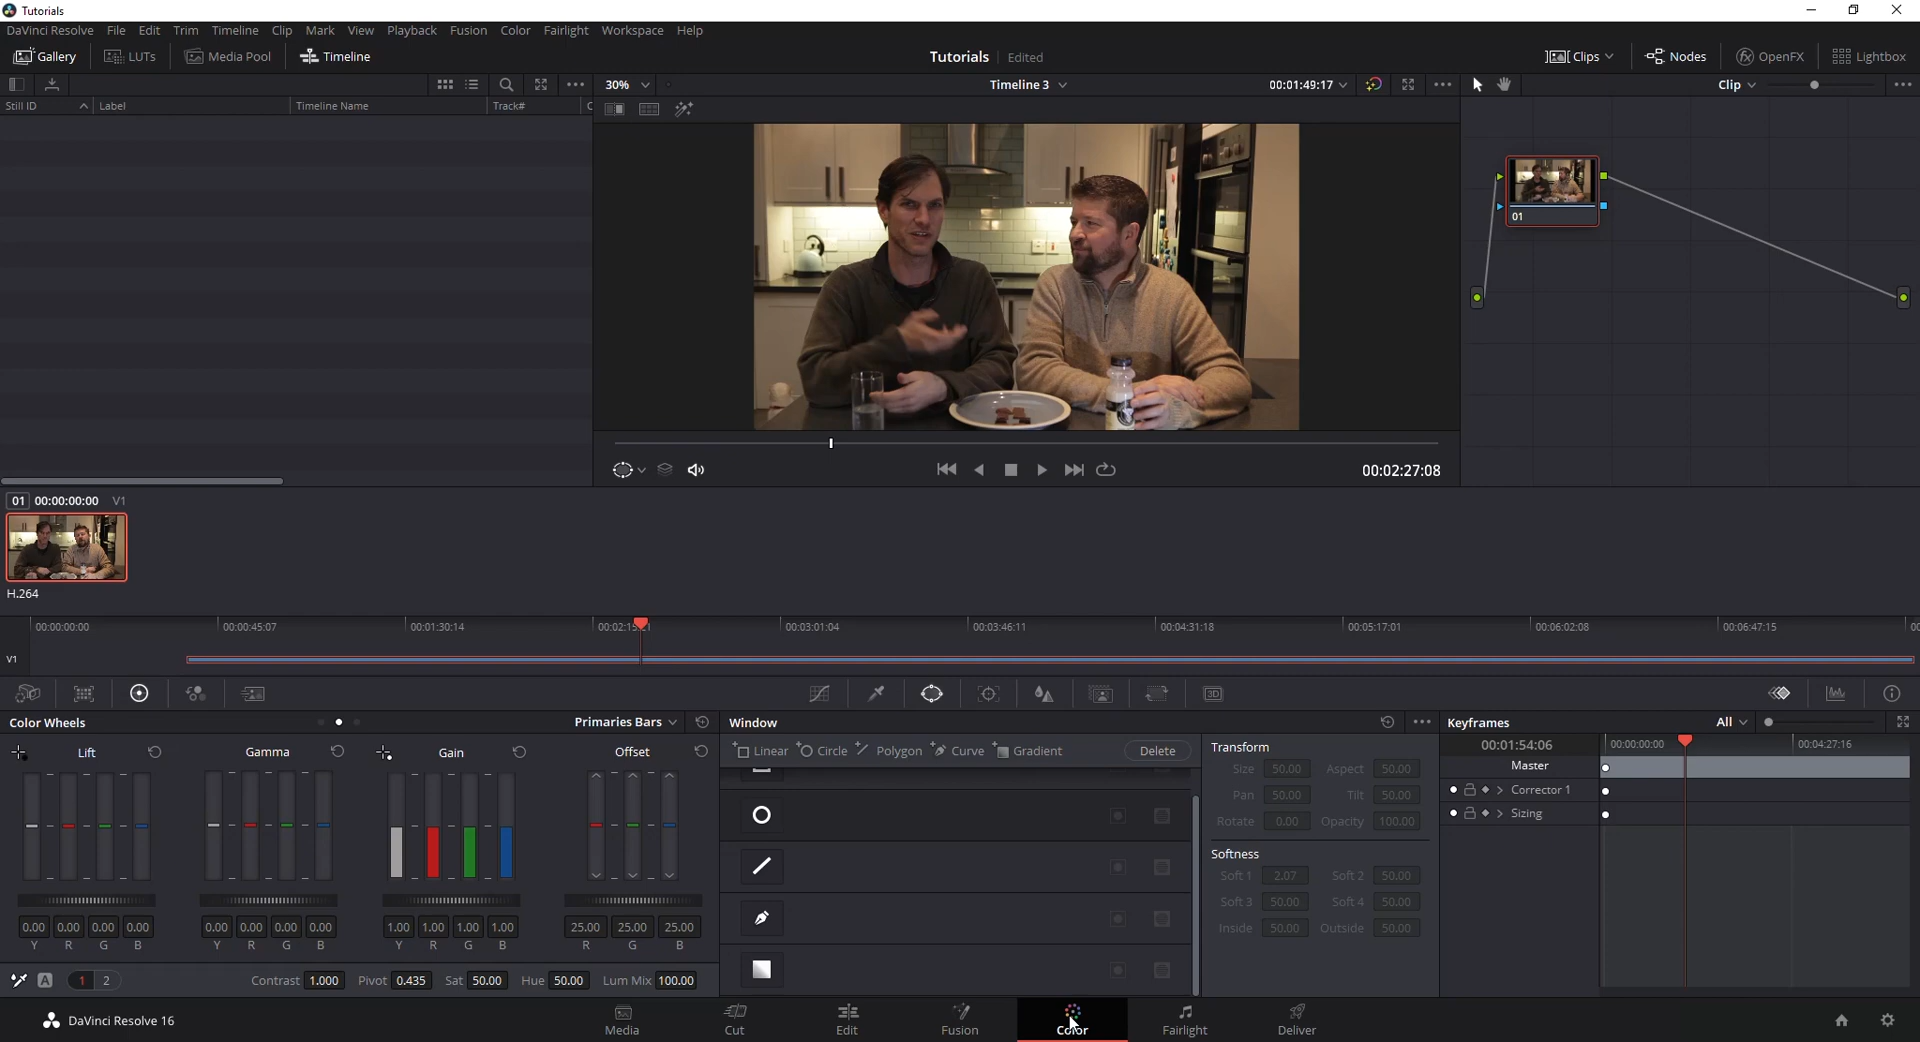 Tutorials
DaVinci Resolve File Edit Trim Timeline Clip Mark View Playback Fusion Color Fairlight Workspace Help
Gallery LUTs Media Pool Timeline Tutorials Edited Clips Nodes OpenFX Lightbox
30% Timeline 3 00:01:49:17 Clip
Still ID Label Timeline Name Track# C
01
00:02:27:08
01 00:00:00:00 V1
H.264
00:00:00:00 00:00:45:07 00:01:30:14 00:02:15:21 00:03:01:04 00:03:46:11 00:04:31:18 00:05:17:01 00:06:02:08 00:06:47:15 00
V1
3D
Color Wheels Primaries Bars Window Keyframes All
Lift Gamma Gain Offset Linear Circle Polygon Curve Gradient Delete Transform 00:01:54:06 00:00:00:00 00:04:27:16
Size 50.00 Aspect 50.00 Master
Pan 50.00 Tilt 50.00 Corrector 1
Rotate 0.00 Opacity 100.00 Sizing
Softness
Soft 1 2.07 Soft 2 50.00
Soft 3 50.00 Soft 4 50.00
0.00 0.00 0.00 0.00 0.00 0.00 0.00 0.00 1.00 1.00 1.00 1.00 25.00 25.00 25.00 Inside 50.00 Outside 50.00
Y R G B Y R G B Y R G B R G B
A 1 2 Contrast 1.000 Pivot 0.435 Sat 50.00 Hue 50.00 Lum Mix 100.00
DaVinci Resolve 16 Media Cut Edit Fusion Color Fairlight Deliver